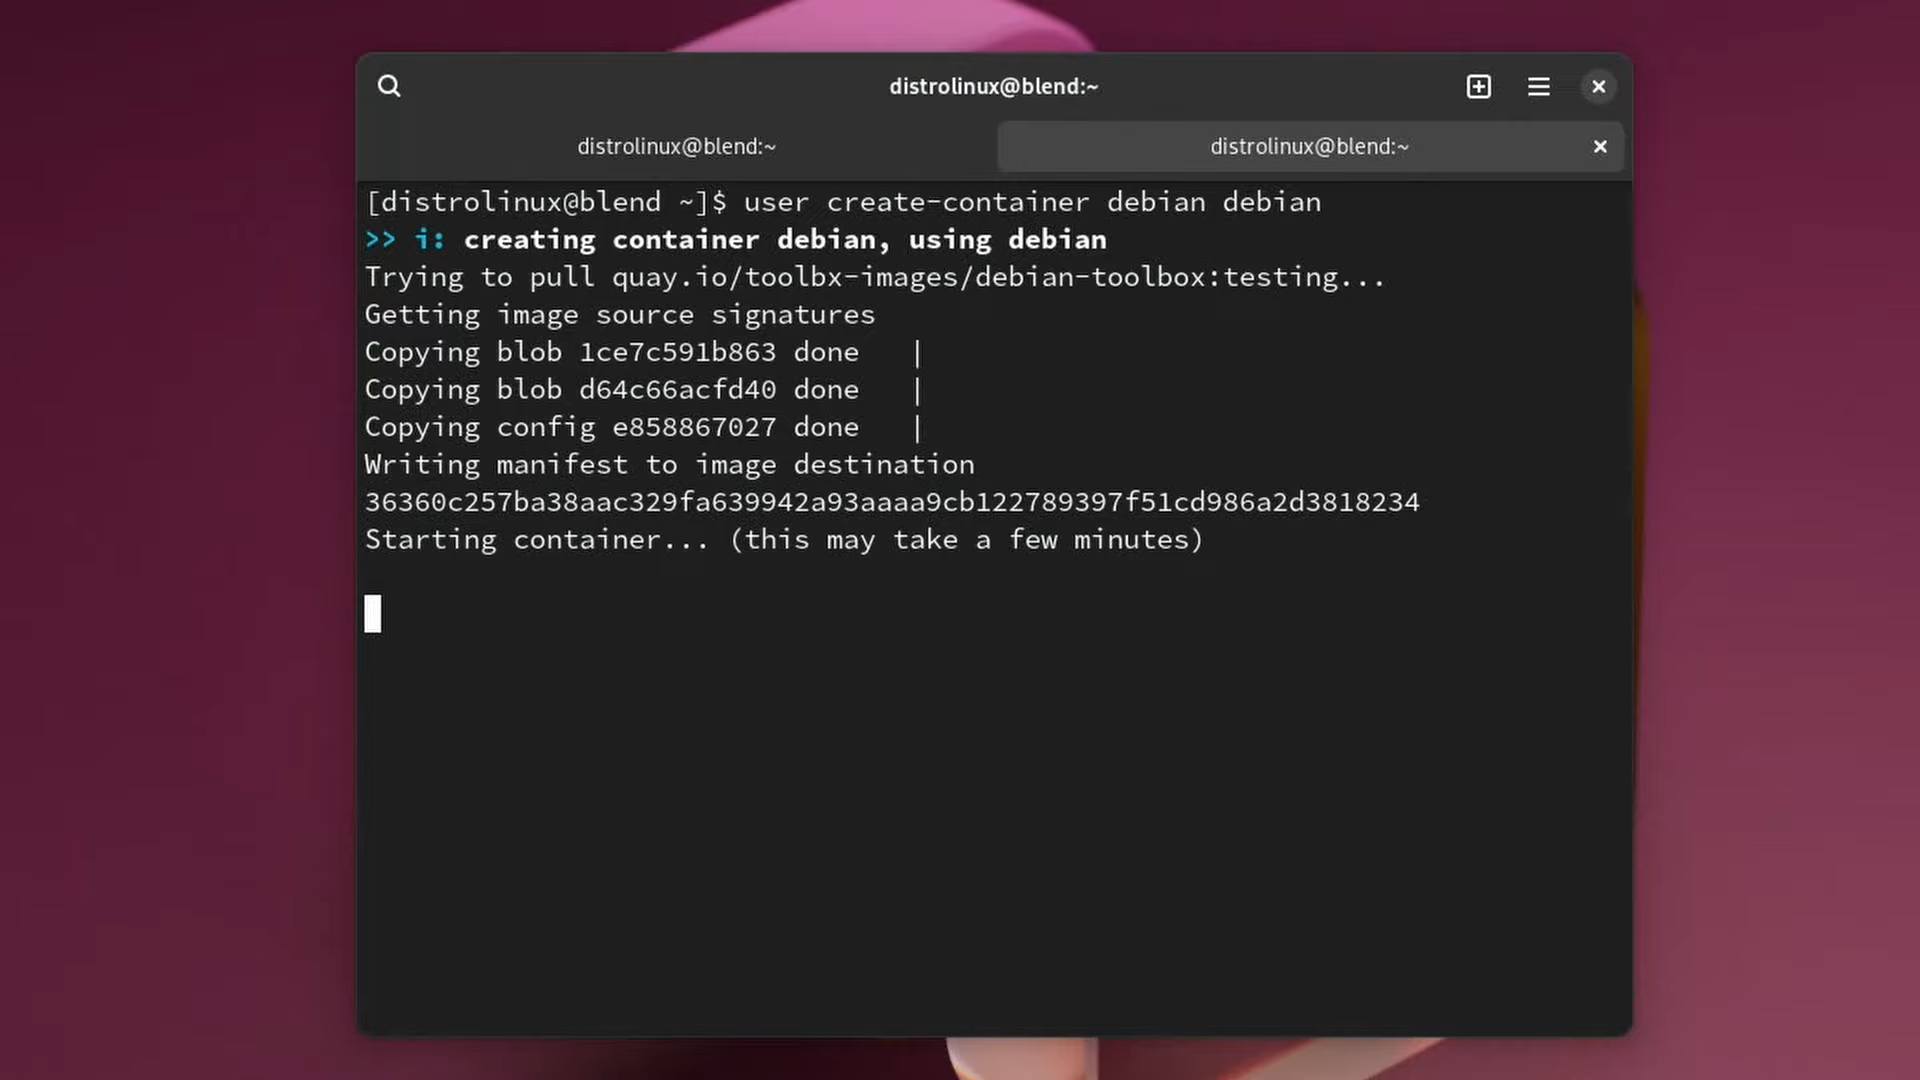 distrolinux@blend:~
distrolinux@blend:~
distrolinux@blend:~
[distrolinux@blend ~]$ user create-container debian debian
>> i: creating container debian, using debian
Trying to pull quay.io/toolbx-images/debian-toolbox:testing...
Getting image source signatures
Copying blob 1ce7c591b863 done |
Copying blob d64c66acfd40 done |
Copying config e858867027 done |
Writing manifest to image destination
36360c257ba38aac329fa639942a93aaaa9cb122789397f51cd986a2d3818234
Starting container... (this may take a few minutes)